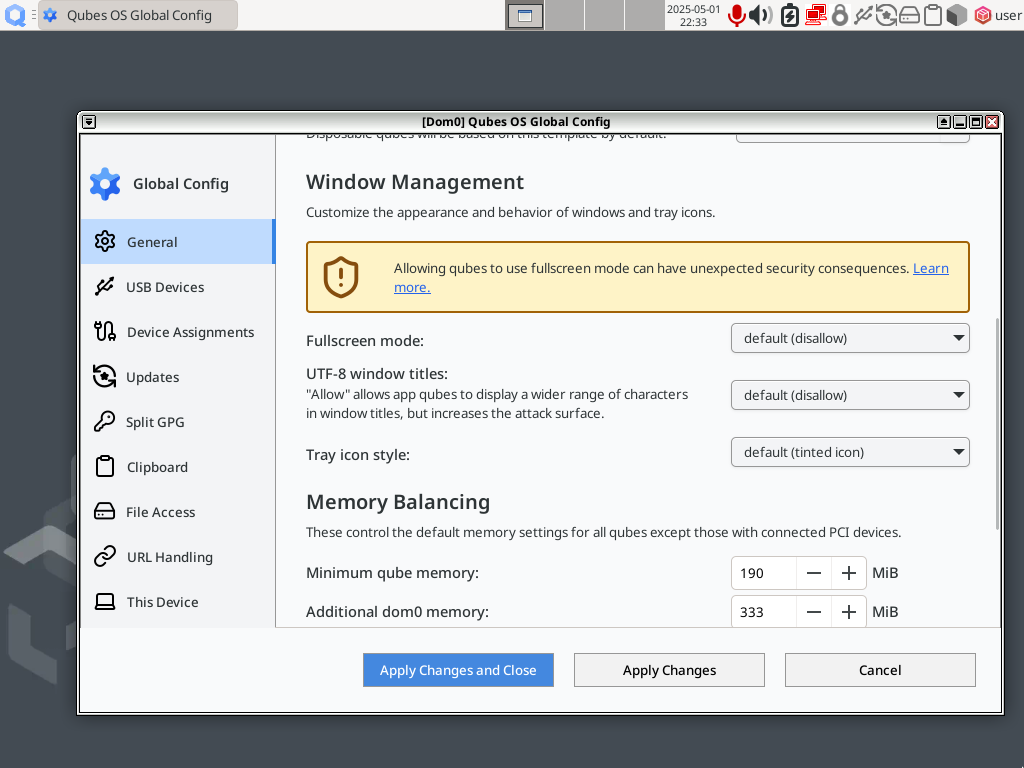 Qubes OS Global Config
2025-05-01
22:33
user
[Dom0] Qubes OS Global Config
Disposable qubes will be based on this template by default.
Global Config
General
USB Devices
Device Assignments
Updates
Split GPG
Clipboard
File Access
URL Handling
This Device
Window Management
Customize the appearance and behavior of windows and tray icons.
Allowing qubes to use fullscreen mode can have unexpected security consequences. Learn
more.
Fullscreen mode:
default (disallow)
UTF-8 window titles:
"Allow" allows app qubes to display a wider range of characters
in window titles, but increases the attack surface.
default (disallow)
Tray icon style:
default (tinted icon)
Memory Balancing
These control the default memory settings for all qubes except those with connected PCI devices.
Minimum qube memory:
190 − + MiB
Additional dom0 memory:
333 − + MiB
Apply Changes and Close
Apply Changes
Cancel